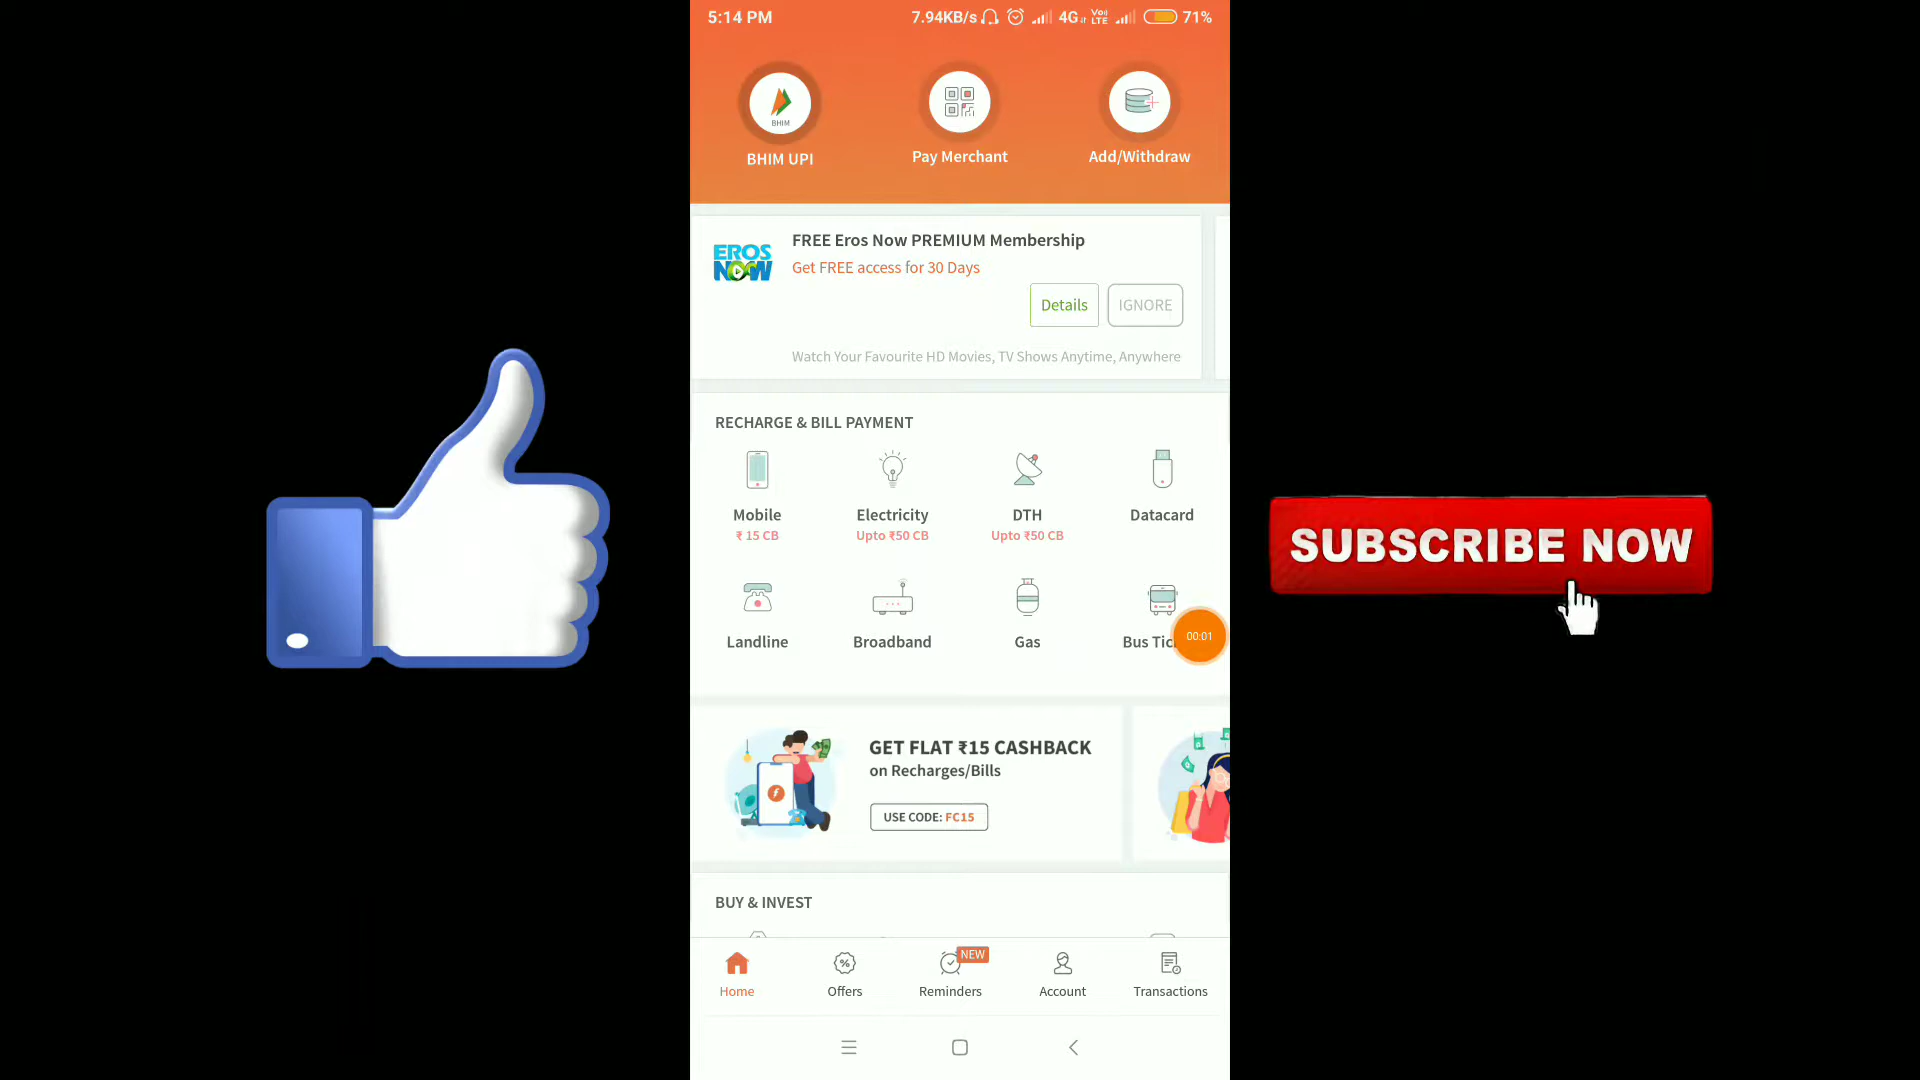 5:14 PM
7.94KB/s 4G Vo) LTE 71%
BHIM
BHIM UPI
Pay Merchant
Add/Withdraw
EROS NOW
FREE Eros Now PREMIUM Membership
Get FREE access for 30 Days
Details
IGNORE
Watch Your Favourite HD Movies, TV Shows Anytime, Anywhere
RECHARGE & BILL PAYMENT
Mobile
₹ 15 CB
Electricity
Upto ₹50 CB
DTH
Upto ₹50 CB
Datacard
Landline
Broadband
Gas
Bus Tic
00:01
GET FLAT ₹15 CASHBACK
on Recharges/Bills
USE CODE: FC15
BUY & INVEST
NEW
Home
Offers
Reminders
Account
Transactions
SUBSCRIBE NOW